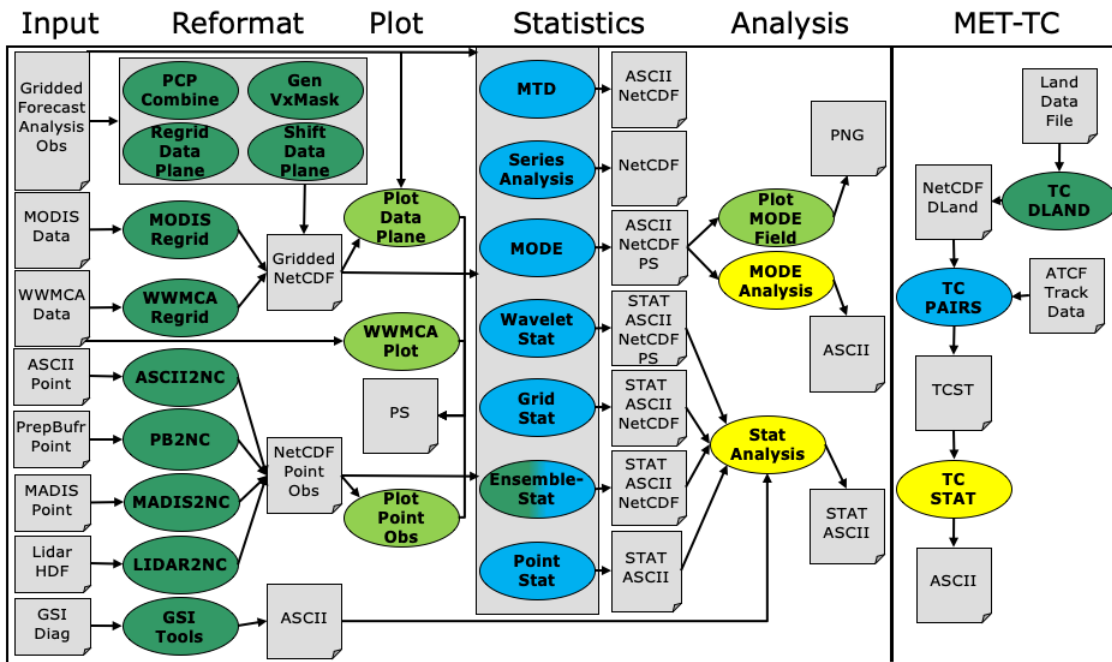 Input
Reformat
Plot
Statistics
Analysis
MET-TC
Gridded
Forecast
Analysis
Obs
MODIS
Data
WWMCA
Data
ASCII
Point
PrepBufr
Point
MADIS
Point
Lidar
HDF
GSI
Diag
PCP
Combine
Gen
VxMask
Regrid
Data
Plane
Shift
Data
Plane
MODIS
Regrid
WWMCA
Regrid
ASCII2NC
PB2NC
MADIS2NC
LIDAR2NC
GSI
Tools
Gridded
NetCDF
NetCDF
Point
Obs
ASCII
Plot
Data
Plane
WWMCA
Plot
PS
Plot
Point
Obs
MTD
Series
Analysis
MODE
Wavelet
Stat
Grid
Stat
Ensemble-
Stat
Point
Stat
ASCII
NetCDF
NetCDF
ASCII
NetCDF
PS
STAT
ASCII
NetCDF
PS
STAT
ASCII
NetCDF
STAT
ASCII
NetCDF
STAT
ASCII
PNG
Plot
MODE
Field
MODE
Analysis
ASCII
Stat
Analysis
STAT
ASCII
Land
Data
File
NetCDF
DLand
TC
DLAND
TC
PAIRS
ATCF
Track
Data
TCST
TC
STAT
ASCII